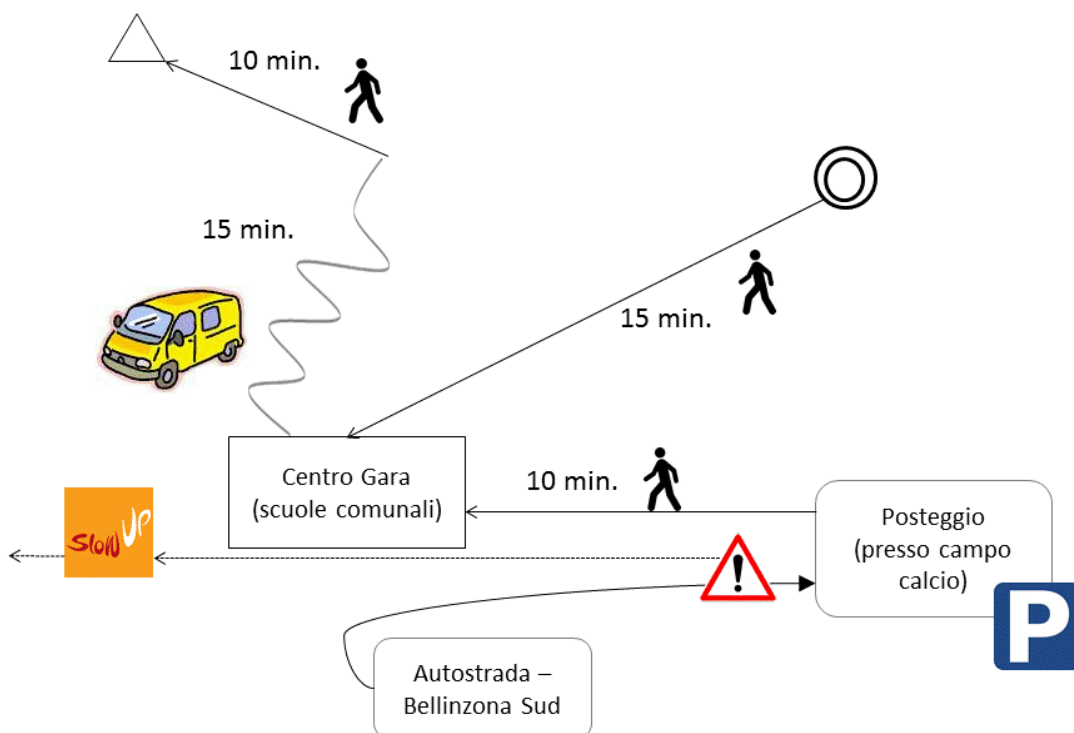 10 min.
15 min.
15 min.
Centro Gara
(scuole comunali)
10 min.
Posteggio
(presso campo
calcio)
P
slow UP
!
Autostrada –
Bellinzona Sud